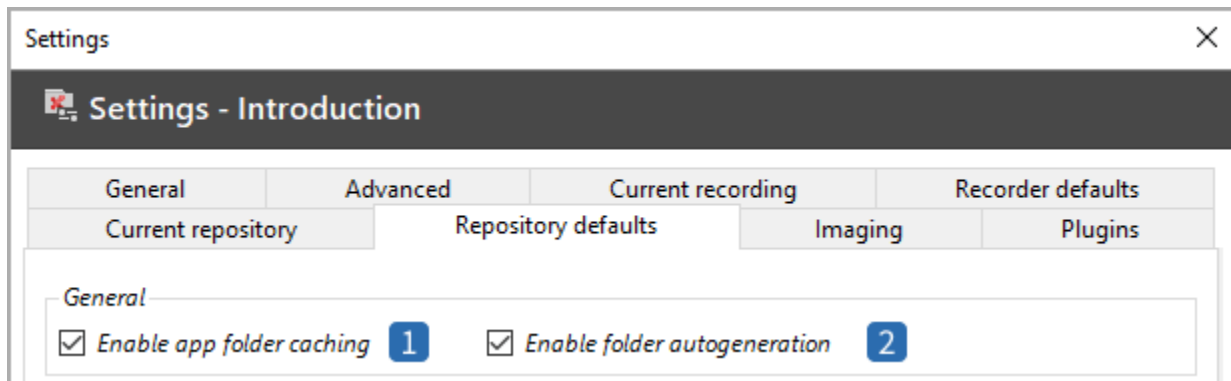 Settings
Settings - Introduction
General Advanced Current recording Recorder defaults
Current repository Repository defaults Imaging Plugins
General
Enable app folder caching 1 Enable folder autogeneration 2